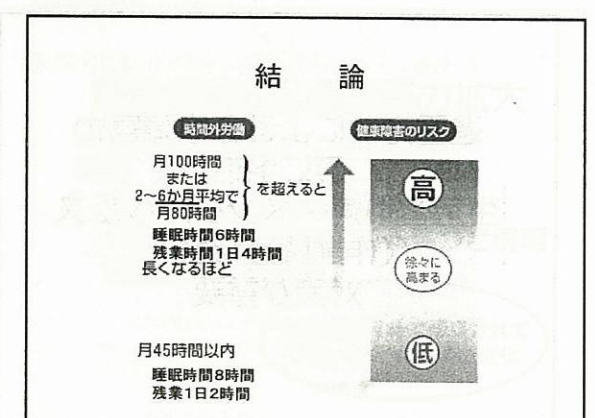 結 論
時間外労働
健康障害のリスク
月100時間
または
2〜6か月平均で
月80時間
を超えると
睡眠時間6時間
残業時間1日4時間
長くなるほど
高
徐々に
高まる
月45時間以内
睡眠時間8時間
残業1日2時間
低